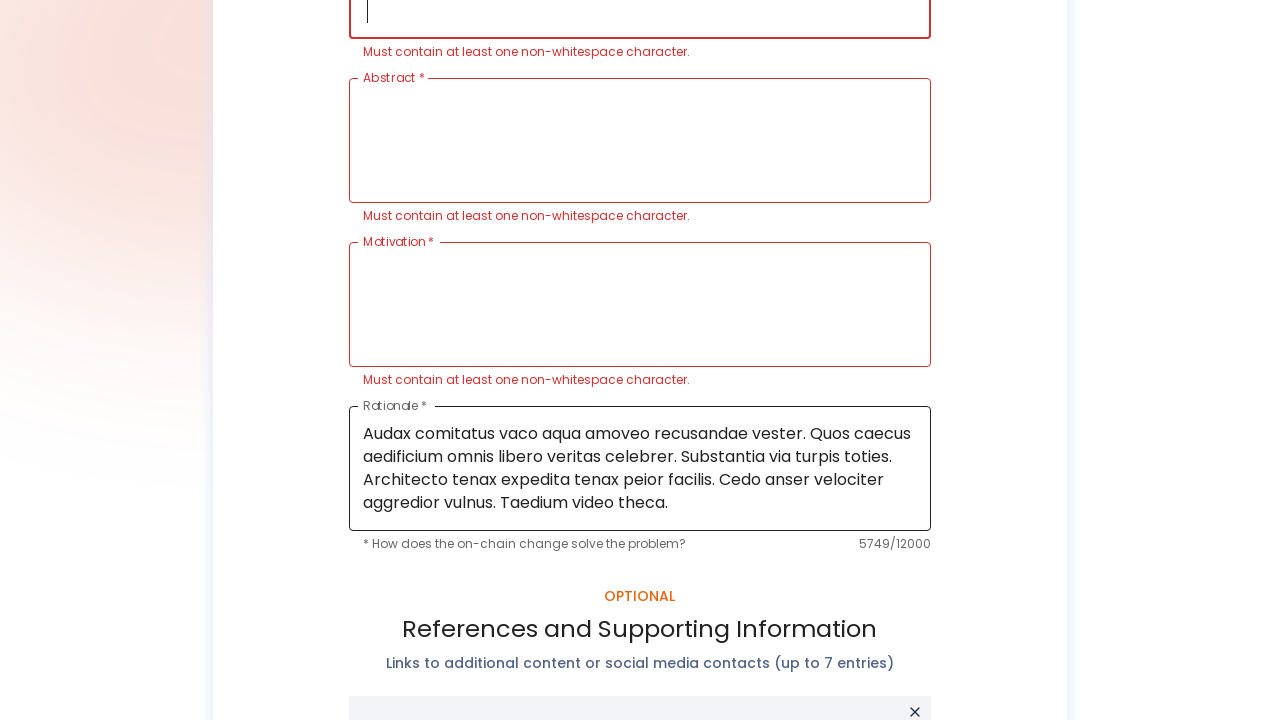 Must contain at least one non-whitespace character.
Abstract *
Must contain at least one non-whitespace character.
Motivation *
Must contain at least one non-whitespace character.
Rationale *
Audax comitatus vaco aqua amoveo recusandae vester. Quos caecus
aedificium omnis libero veritas celebrer. Substantia via turpis toties.
Architecto tenax expedita tenax peior facilis. Cedo anser velociter
aggredior vulnus. Taedium video theca.
* How does the on-chain change solve the problem? 5749/12000
OPTIONAL
References and Supporting Information
Links to additional content or social media contacts (up to 7 entries)